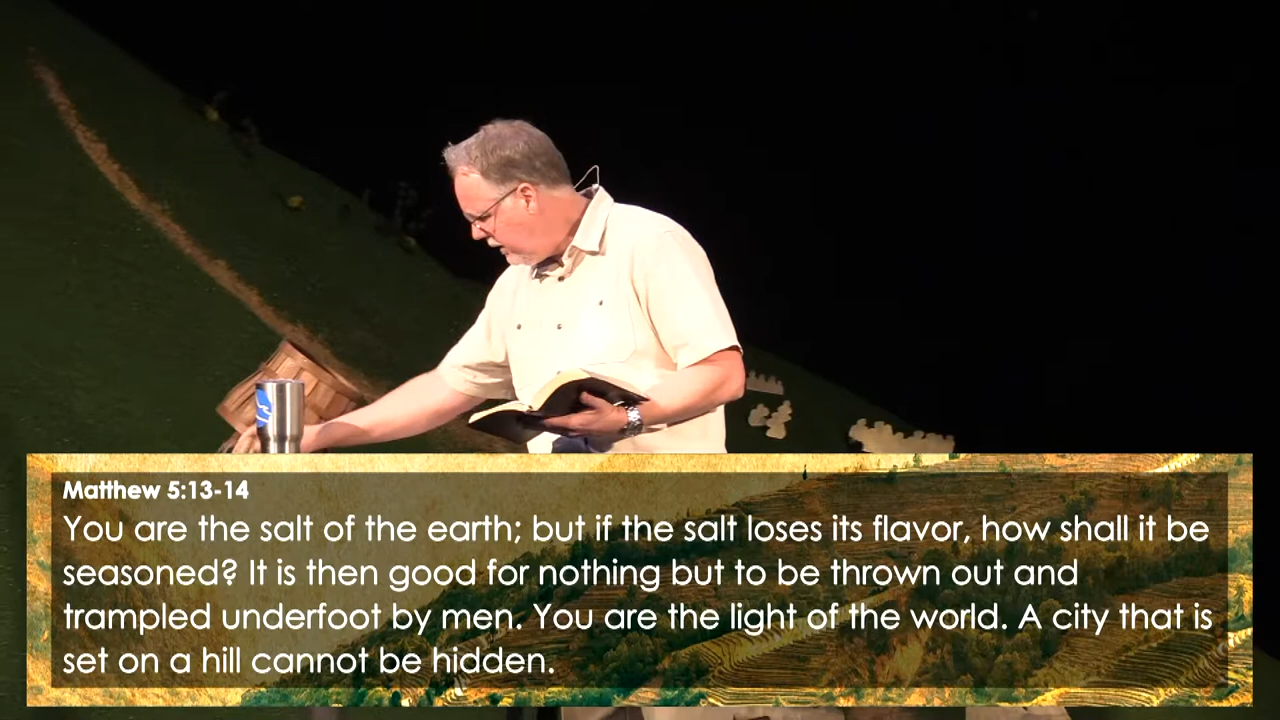 Matthew 5:13-14
You are the salt of the earth; but if the salt loses its flavor, how shall it be
seasoned? It is then good for nothing but to be thrown out and
trampled underfoot by men. You are the light of the world. A city that is
set on a hill cannot be hidden.